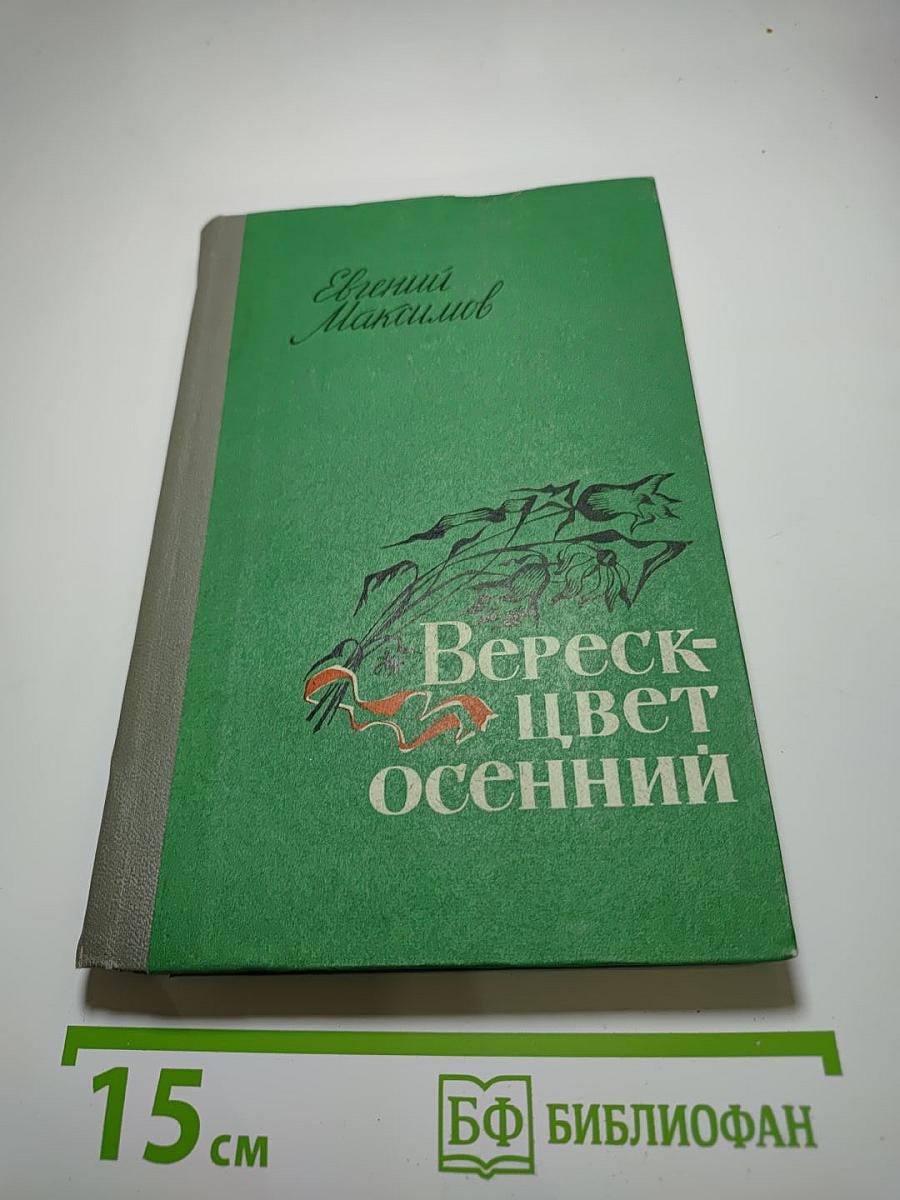 Евгений
Максимов
Вереск-
цвет
осенний
15 см
БФ БИБЛИОФАН